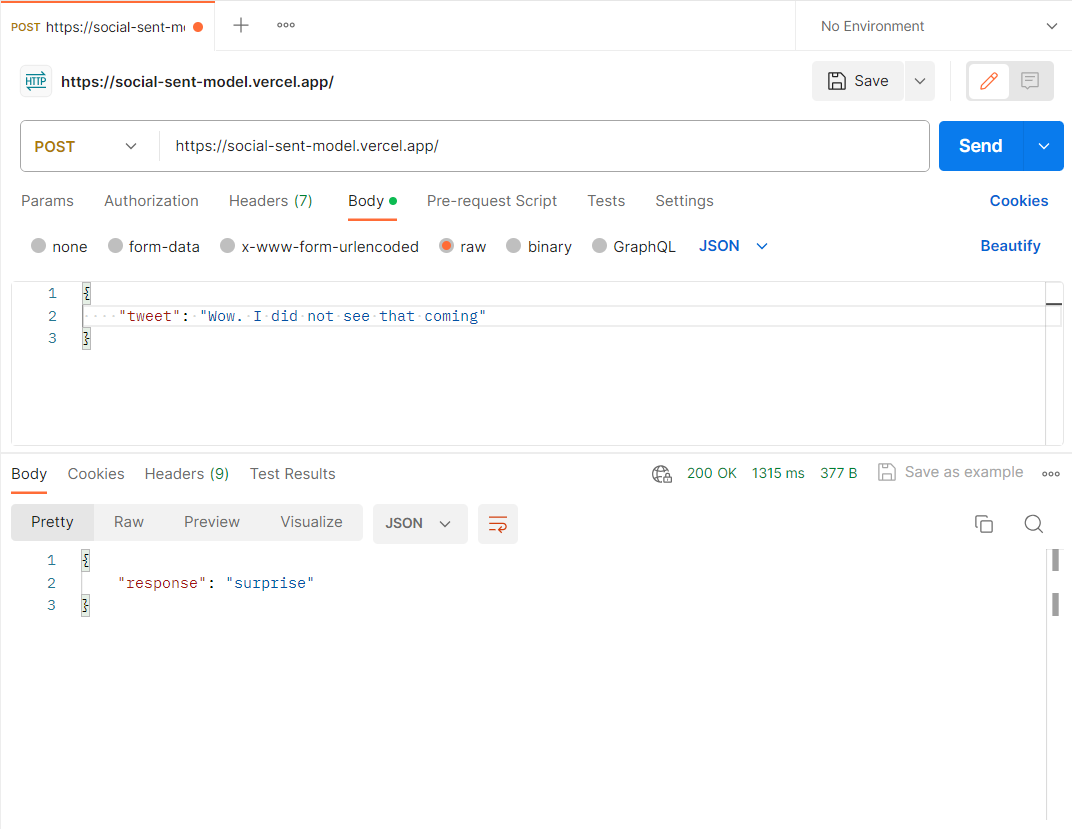 POST https://social-sent-m No Environment
HTTP https://social-sent-model.vercel.app/ Save
POST https://social-sent-model.vercel.app/ Send
Params Authorization Headers (7) Body Pre-request Script Tests Settings Cookies
none form-data x-www-form-urlencoded raw binary GraphQL JSON Beautify
1 {
2 "tweet": "Wow. I did not see that coming"
3 }
Body Cookies Headers (9) Test Results 200 OK 1315 ms 377 B Save as example
Pretty Raw Preview Visualize JSON
1 {
2 "response": "surprise"
3 }